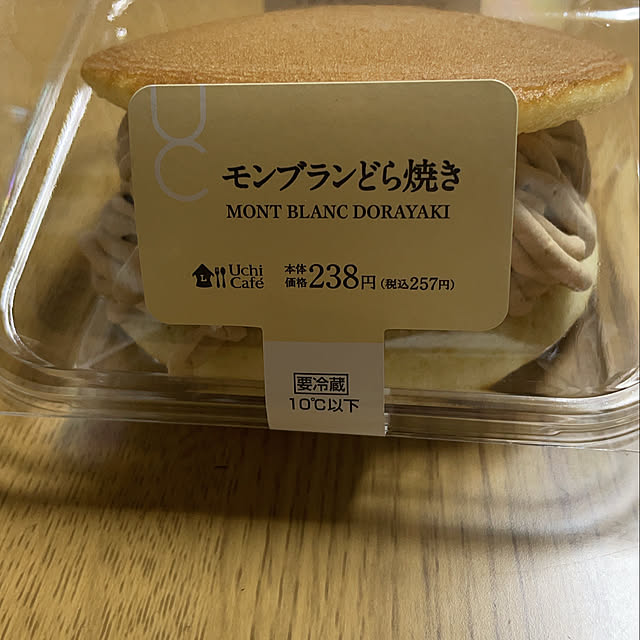 UC
モンブランどら焼き
MONT BLANC DORAYAKI
L Uchi Café
本体価格238円(税込257円)
要冷蔵
10℃以下